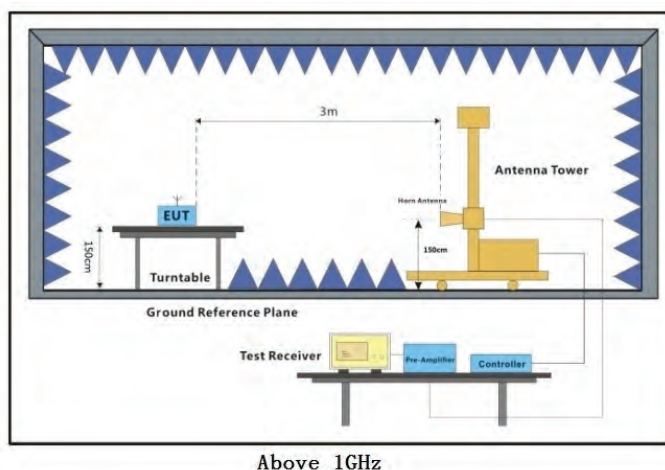 3m
Antenna Tower
Horn Antenna
EUT
150cm
150cm
Turntable
Ground Reference Plane
Test Receiver
Pre-Amplifier
Controller
Above 1GHz